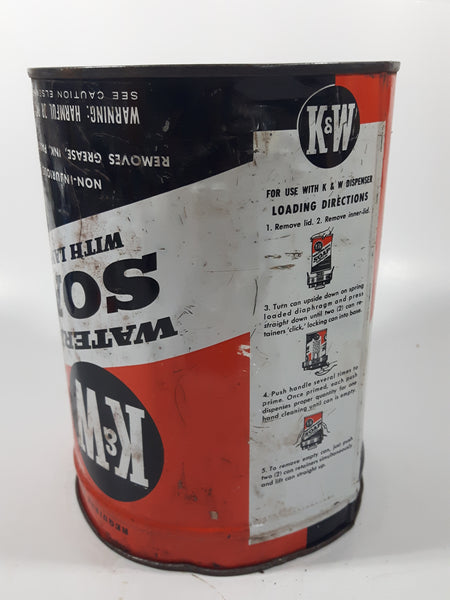 K&W
FOR USE WITH K & W DISPENSER
LOADING DIRECTIONS
1. Remove lid. 2. Remove inner-lid.
3. Turn can upside down on spring
loaded diaphragm and press
straight down until two (2) can re-
tainers 'click,' locking can into base.
4. Push handle several times to
prime. Once primed, each push
dispenses proper quantity for one
hand cleaning until can is empty.
5. To remove empty can, just push
two (2) can retainers simultaneously
and lift can straight up.
K&W
WATER
SO
WITH
NON-INJURIOUS
REMOVES GREASE, INK,
WARNING: HARMFUL
SEE CAUTION